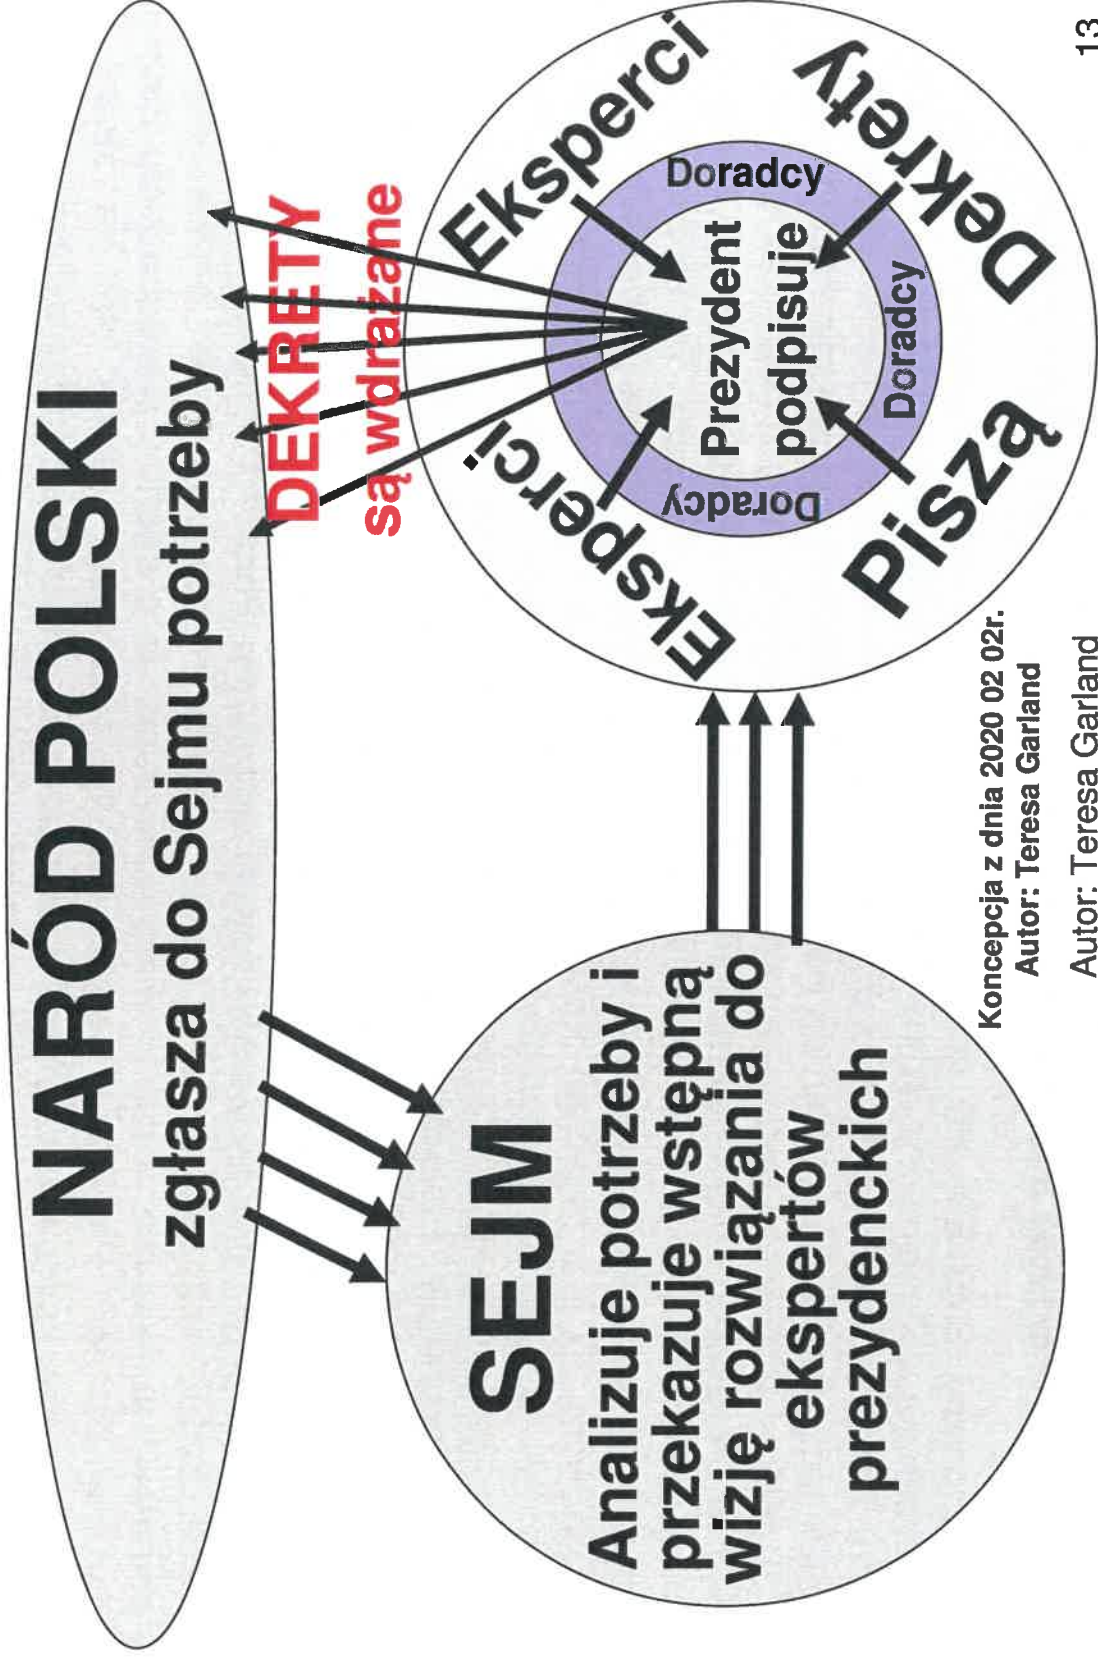 NARÓD POLSKI
zgłasza do Sejmu potrzeby
DEKRETY
są wdrażane
SEJM
Analizuje potrzeby i
przekazuje wstępną
wizję rozwiązania do
ekspertów
prezydenckich
Eksperci
Eksperci
Piszą
Dekrety
Doradcy
Doradcy
Doradcy
Prezydent
podpisuje
Koncepcja z dnia 2020 02 02r.
Autor: Teresa Garland
Autor: Teresa Garland
13